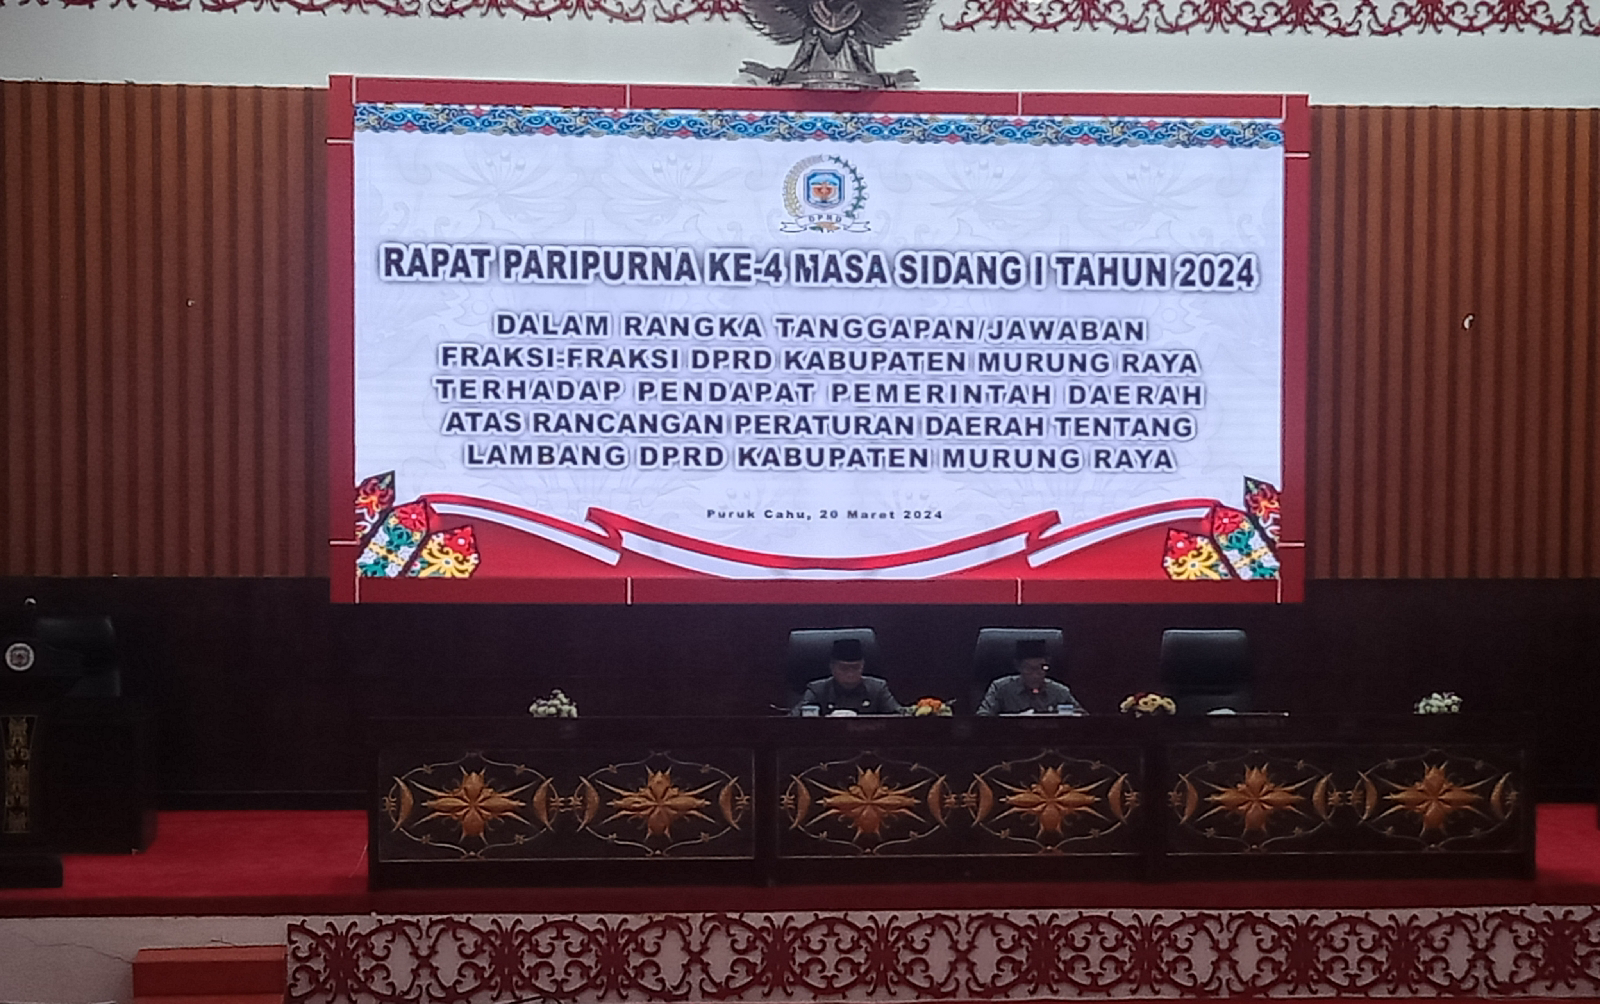 DPRD
RAPAT PARIPURNA KE-4 MASA SIDANG I TAHUN 2024
DALAM RANGKA TANGGAPAN/JAWABAN
FRAKSI-FRAKSI DPRD KABUPATEN MURUNG RAYA
TERHADAP PENDAPAT PEMERINTAH DAERAH
ATAS RANCANGAN PERATURAN DAERAH TENTANG
LAMBANG DPRD KABUPATEN MURUNG RAYA
Puruk Cahu, 20 Maret 2024